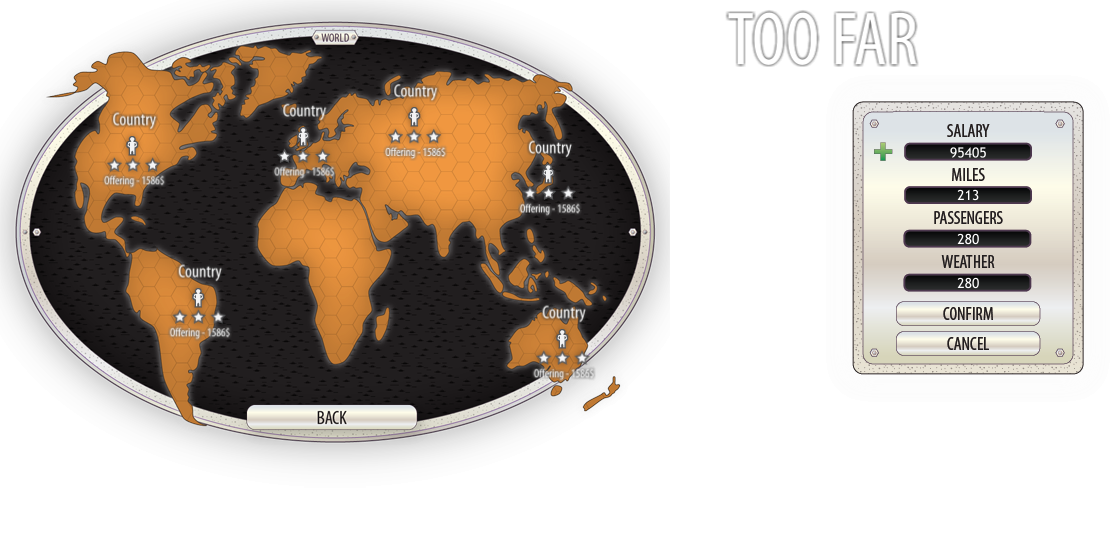 WORLD
TOO FAR
Country
Offering - 1586$
Country
Offering - 1586$
Country
Offering - 1586$
Country
Offering - 1586$
Country
Offering - 1586$
Country
Offering - 1586$
BACK
SALARY
95405
MILES
213
PASSENGERS
280
WEATHER
280
CONFIRM
CANCEL